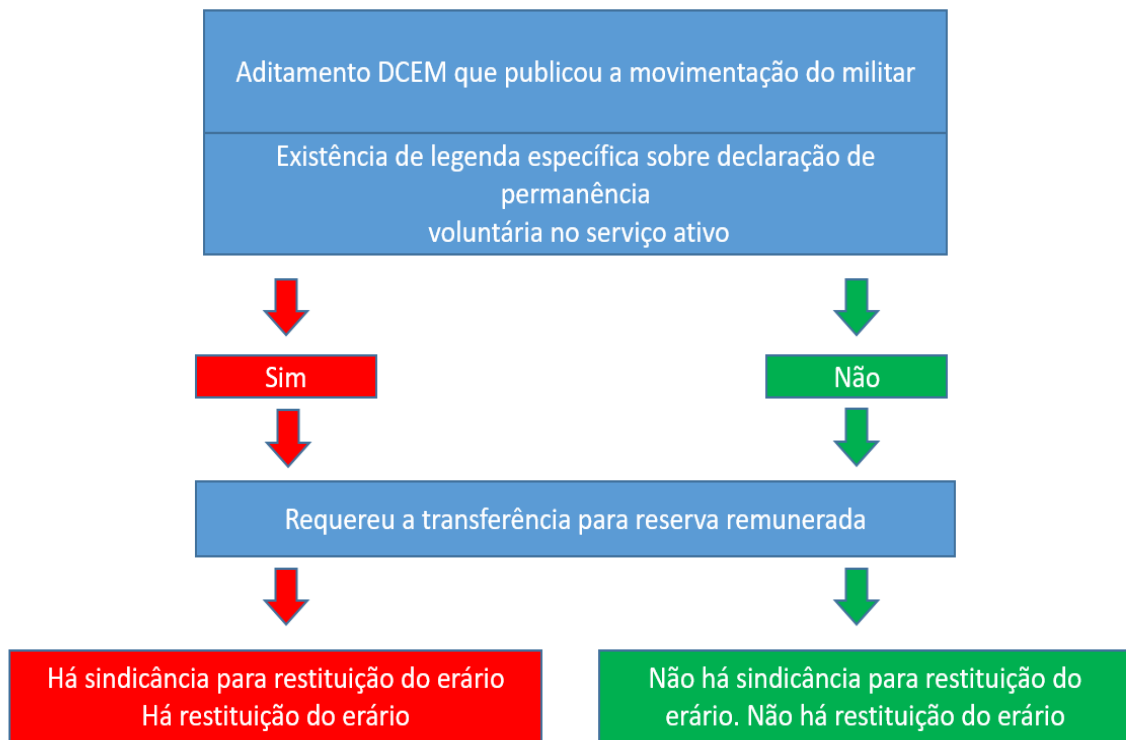 Aditamento DCEM que publicou a movimentação do militar
Existência de legenda específica sobre declaração de
permanência
voluntária no serviço ativo
Sim
Não
Requereu a transferência para reserva remunerada
Há sindicância para restituição do erário
Há restituição do erário
Não há sindicância para restituição do
erário. Não há restituição do erário